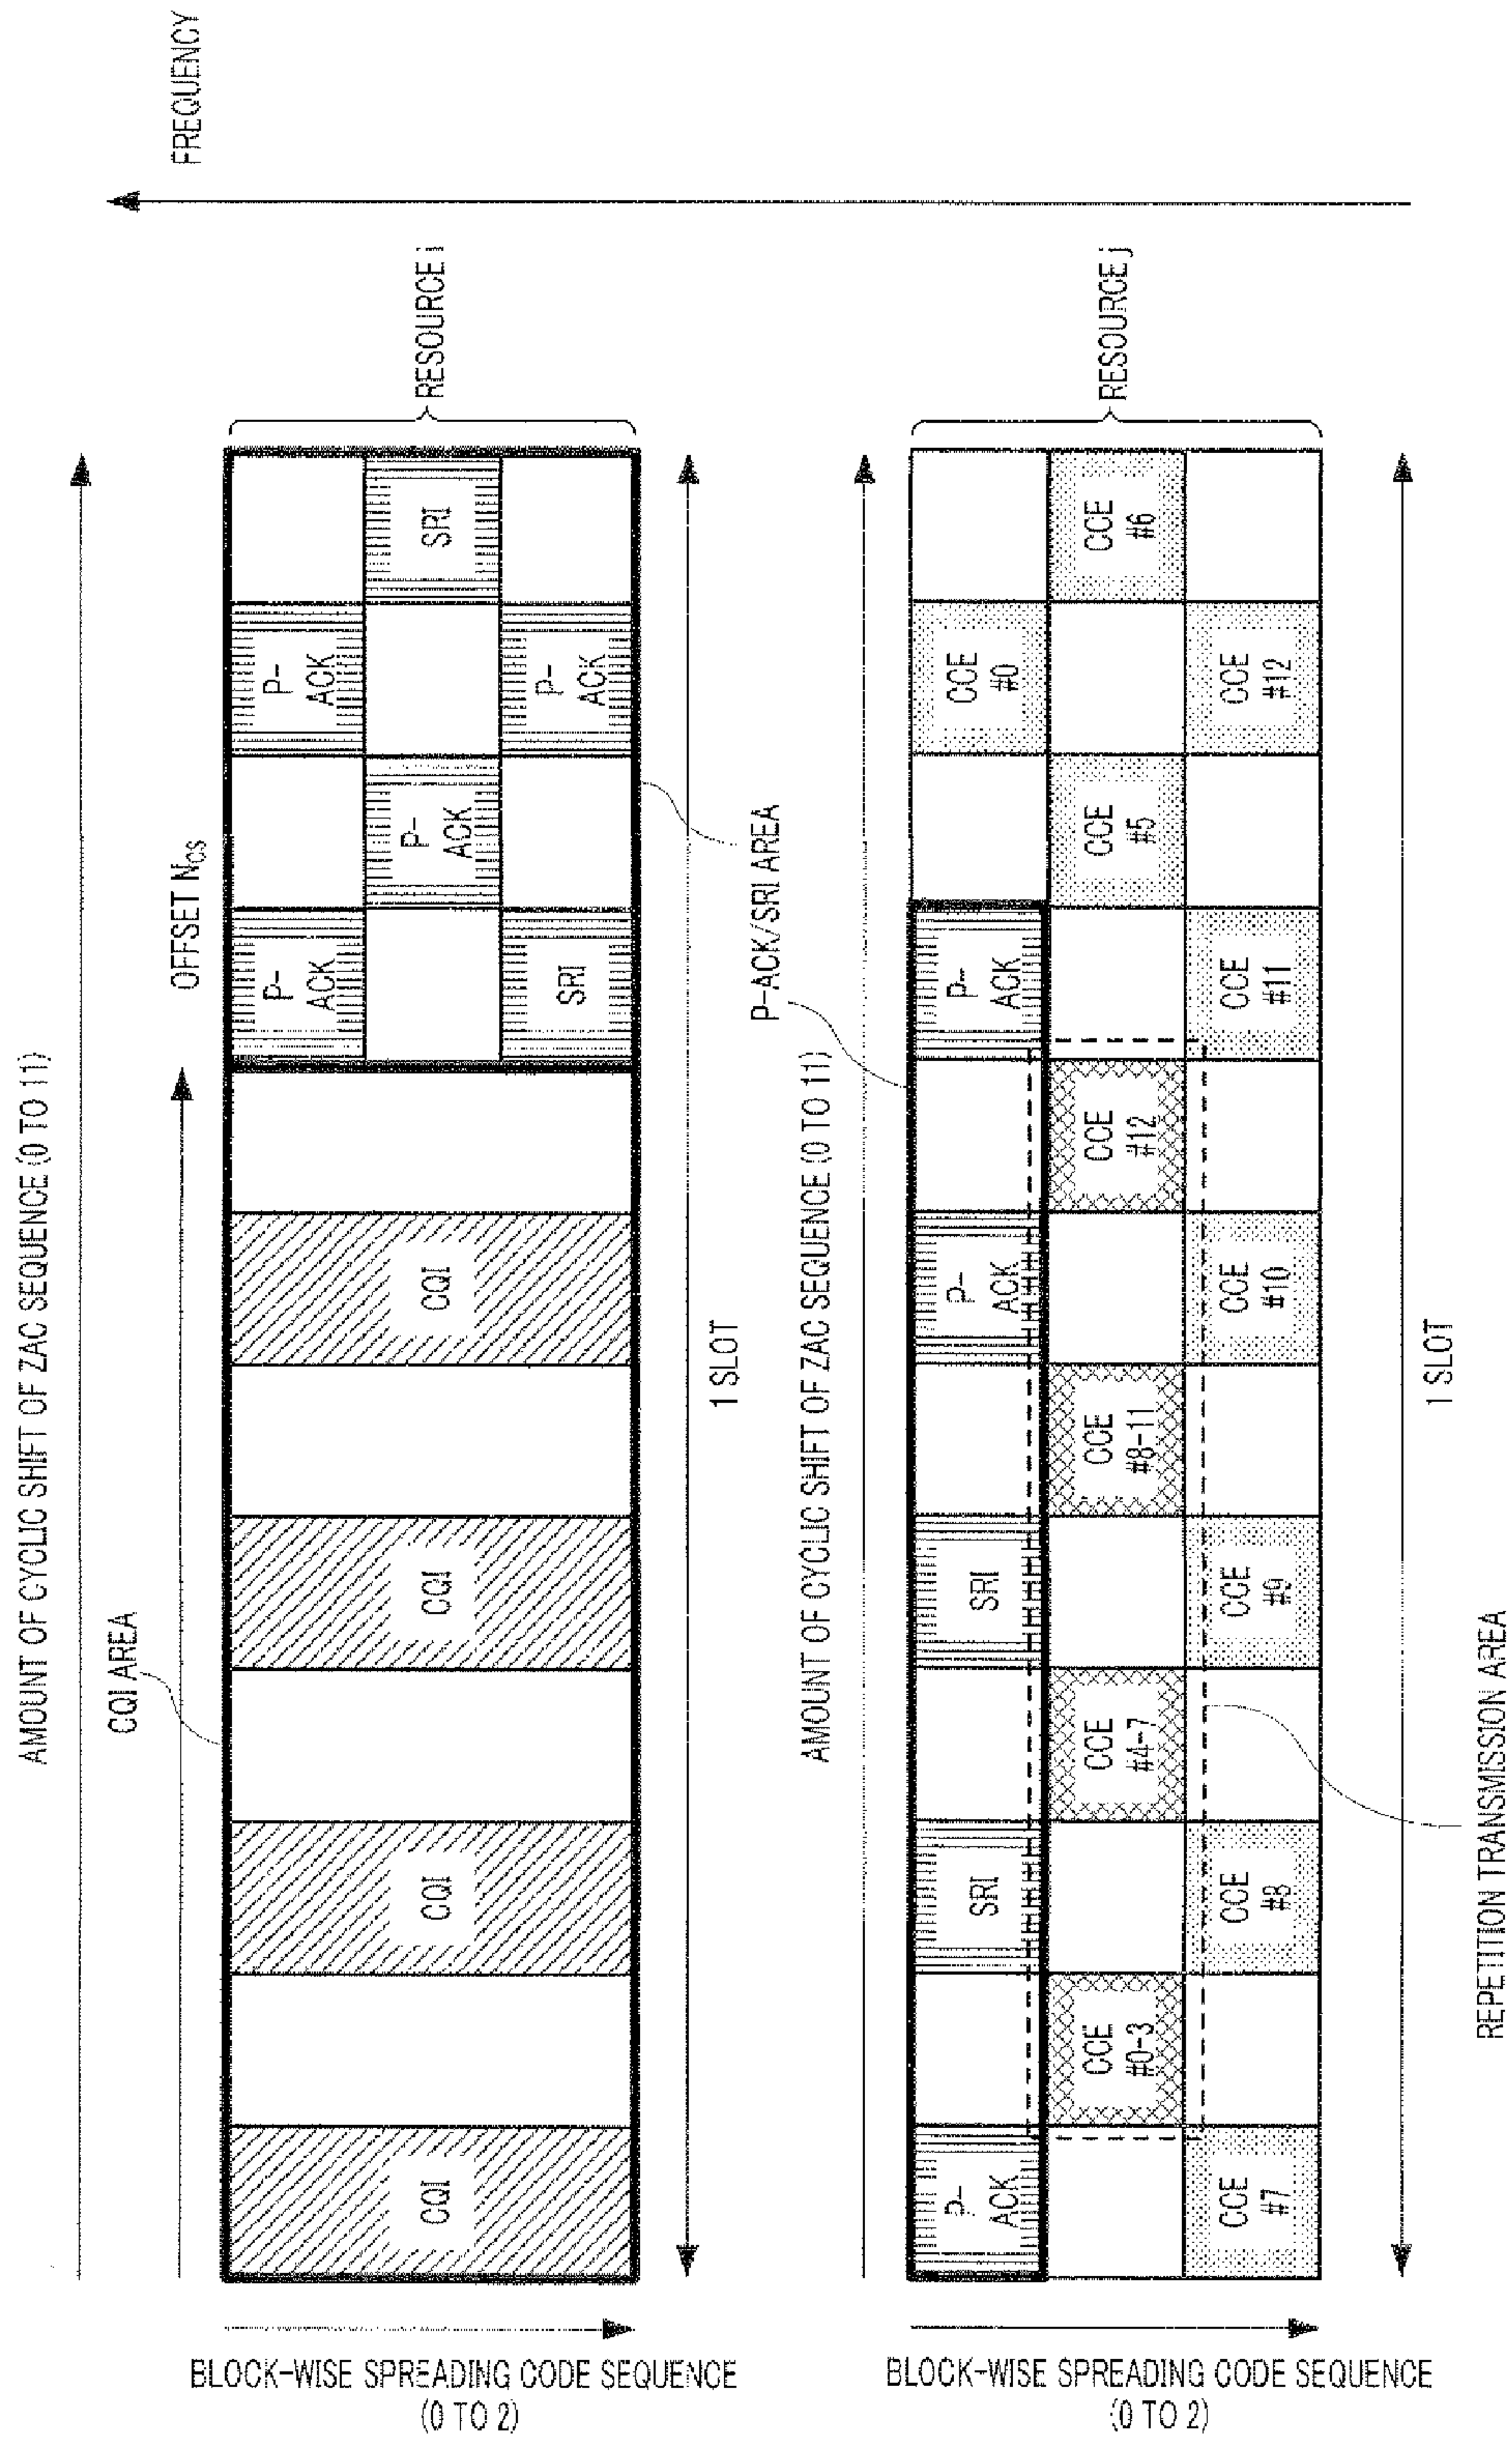 AMOUNT OF CYCLIC SHIFT OF ZAC SEQUENCE (0 TO 11)
CQI AREA
OFFSET NCS
FREQUENCY
BLOCK-WISE SPREADING CODE SEQUENCE
(0 TO 2)
P-
ACK
P-
ACK
CQI
CQI
CQI
CQI
P-
ACK
SRI
SRI
P-
ACK
RESOURCE i
1 SLOT
P-ACK/SRI AREA
AMOUNT OF CYCLIC SHIFT OF ZAC SEQUENCE (0 TO 11)
BLOCK-WISE SPREADING CODE SEQUENCE
(0 TO 2)
P-
ACK
SRI
SRI
P-
ACK
P-
ACK
CCE
#0
CCE
#0-3
CCE
#4-7
CCE
#8-11
CCE
#12
CCE
#5
CCE
#6
CCE
#7
CCE
#8
CCE
#9
CCE
#10
CCE
#11
CCE
#12
RESOURCE j
1 SLOT
REPETITION TRANSMISSION AREA